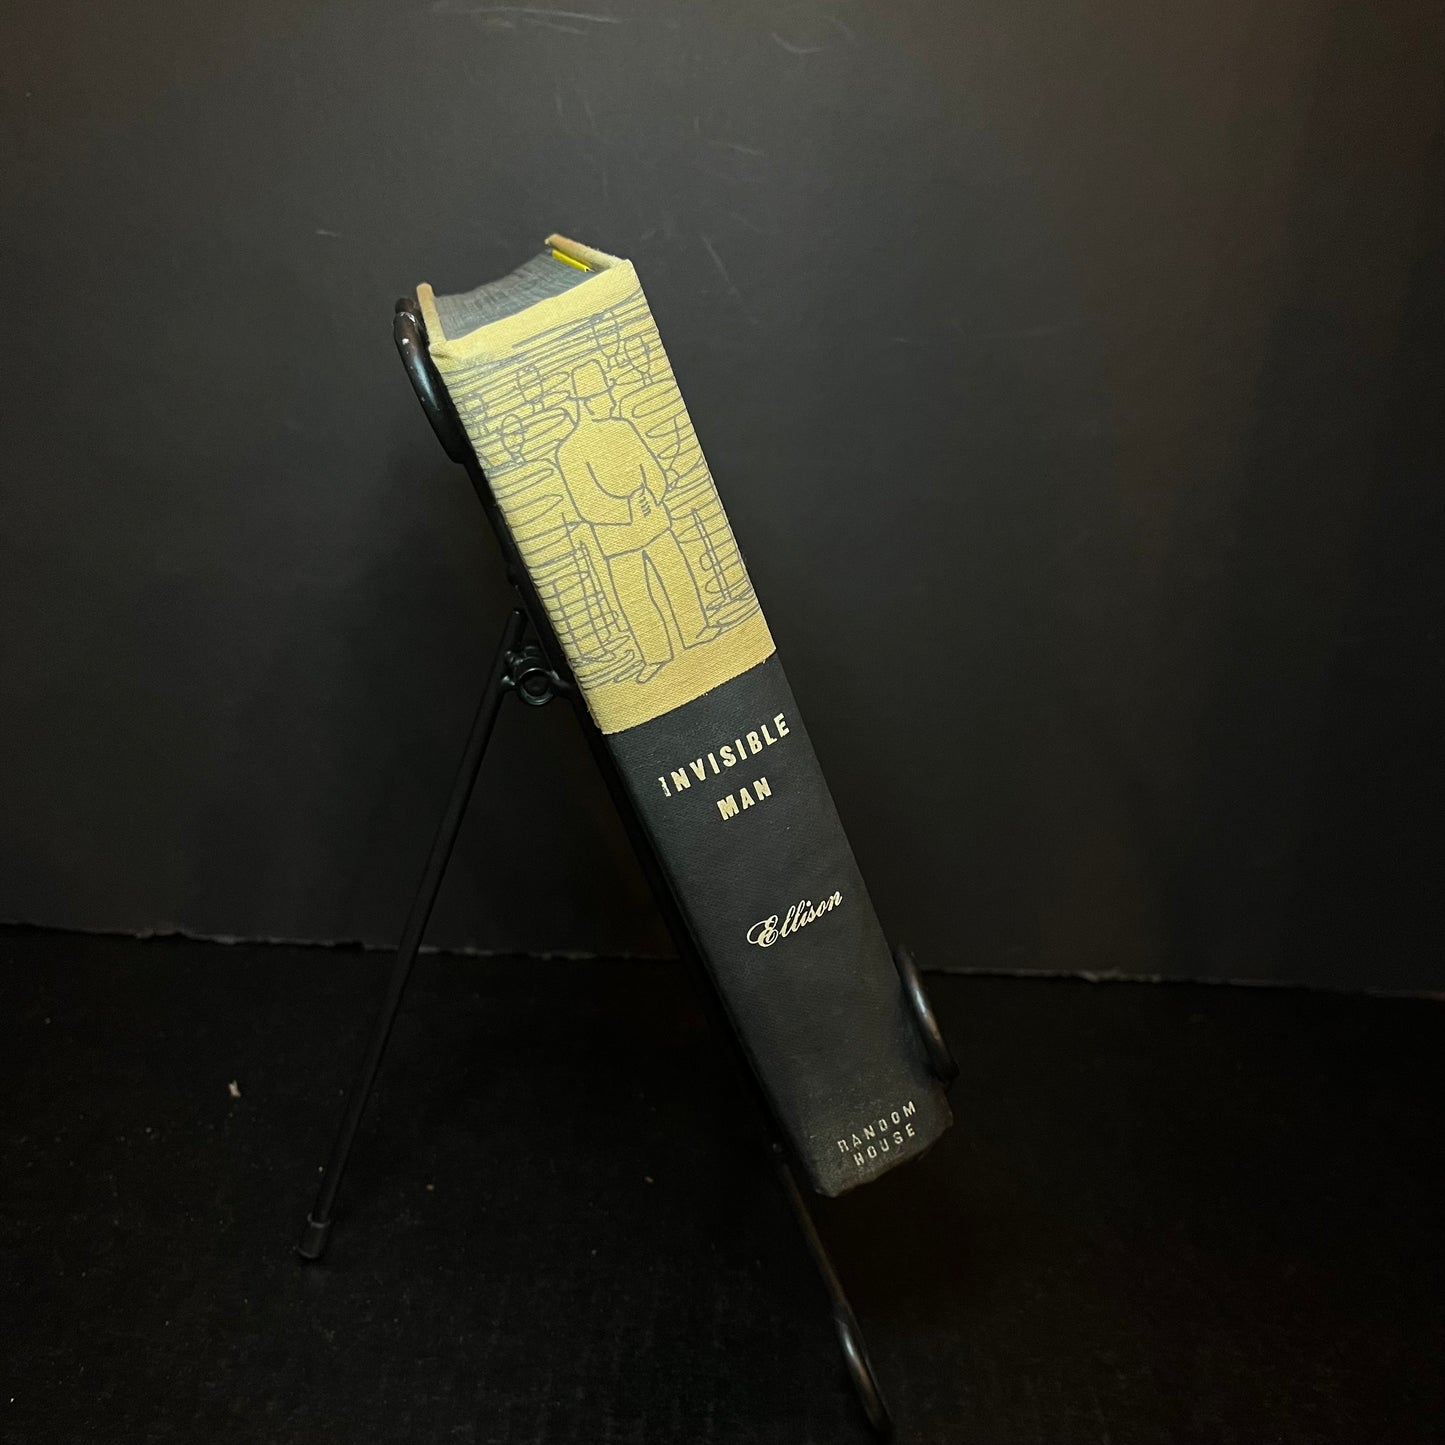 INVISIBLE
MAN
Ellison
RANDOM
HOUSE